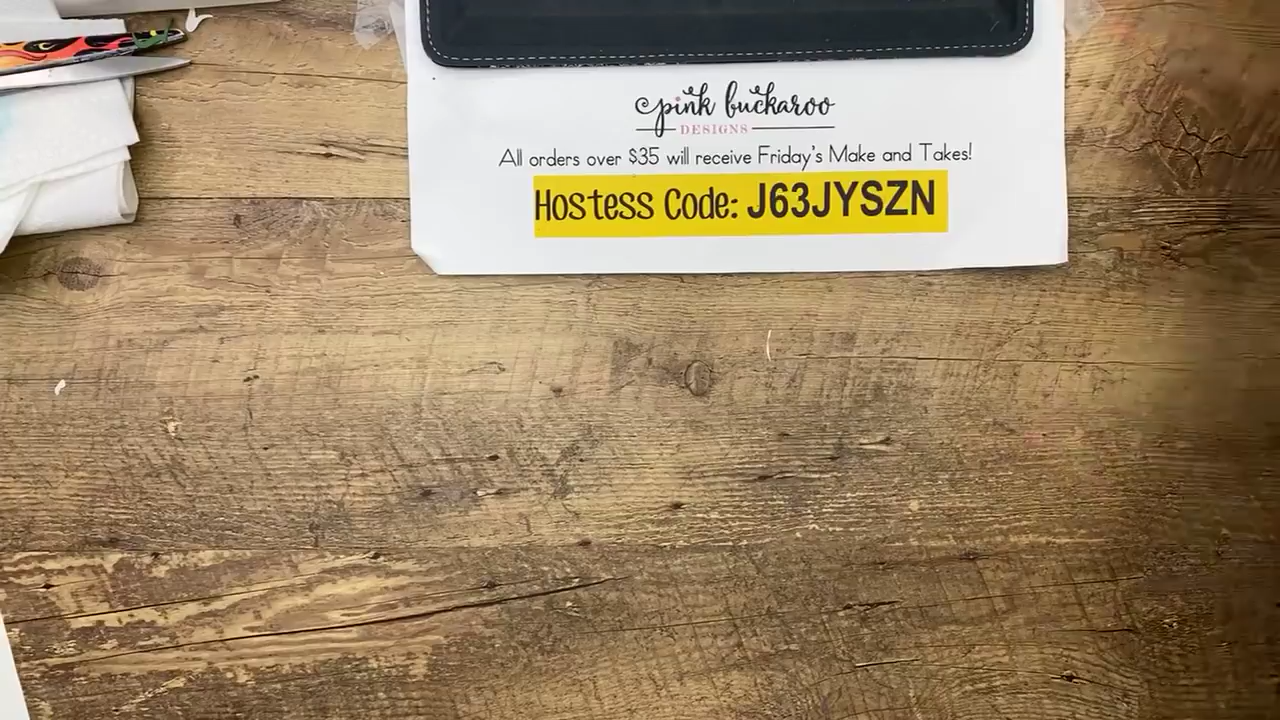 pink buckaroo
DESIGNS
All orders over $35 will receive Friday's Make and Takes!
Hostess Code: J63JYSZN